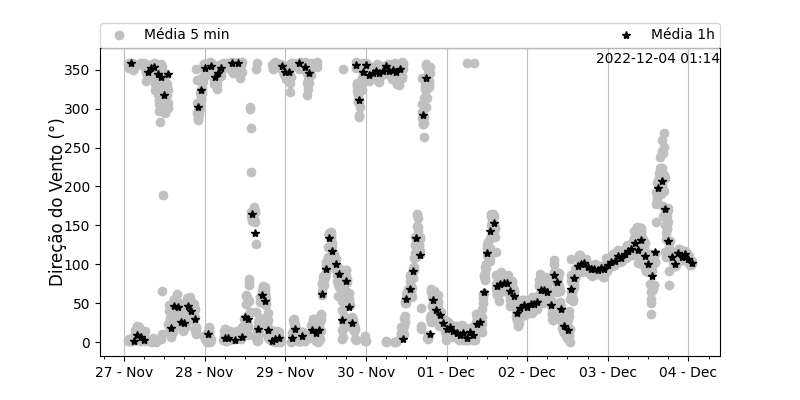 Média 5 min
Média 1h
2022-12-04 01:14
Direção do Vento (°)
350
300
250
200
150
100
50
0
27 - Nov
28 - Nov
29 - Nov
30 - Nov
01 - Dec
02 - Dec
03 - Dec
04 - Dec